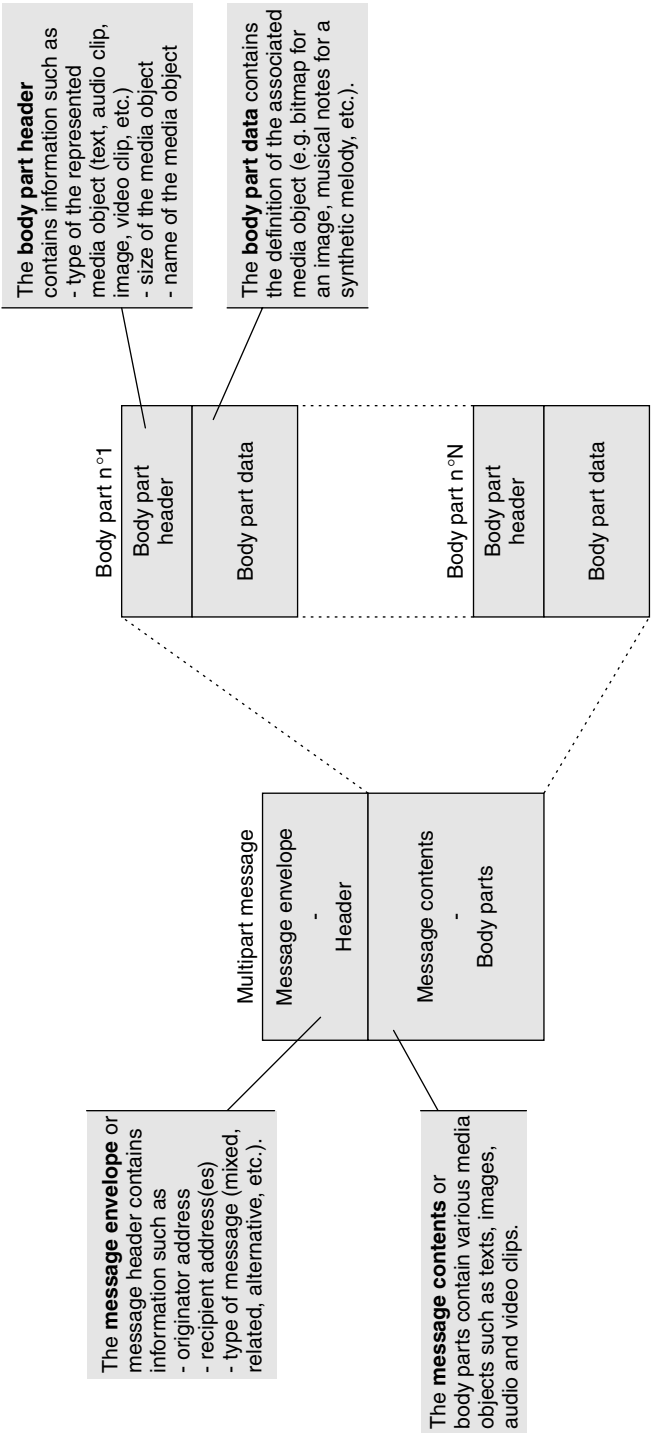 The message envelope or
message header contains
information such as
- originator address
- recipient address(es)
- type of message (mixed,
related, alternative, etc.).
The message contents or
body parts contain various media
objects such as texts, images,
audio and video clips.
Multipart message
Message envelope
-
Header
Message contents
-
Body parts
Body part n°1
Body part
header
Body part data
Body part n°N
Body part
header
Body part data
The body part header
contains information such as
- type of the represented
media object (text, audio clip,
image, video clip, etc.)
- size of the media object
- name of the media object
The body part data contains
the definition of the associated
media object (e.g. bitmap for
an image, musical notes for a
synthetic melody, etc.).